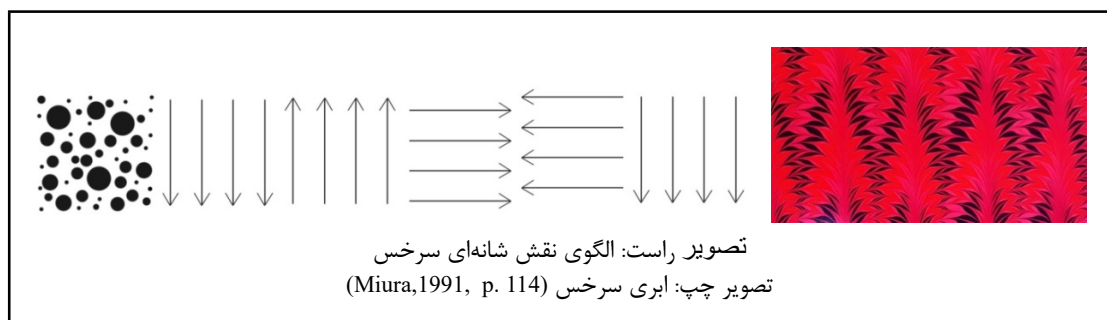 تصویر راست: الگوی نقش شانه‌ای سرخس
تصویر چپ: ابری سرخس (Miura,1991, p. 114)